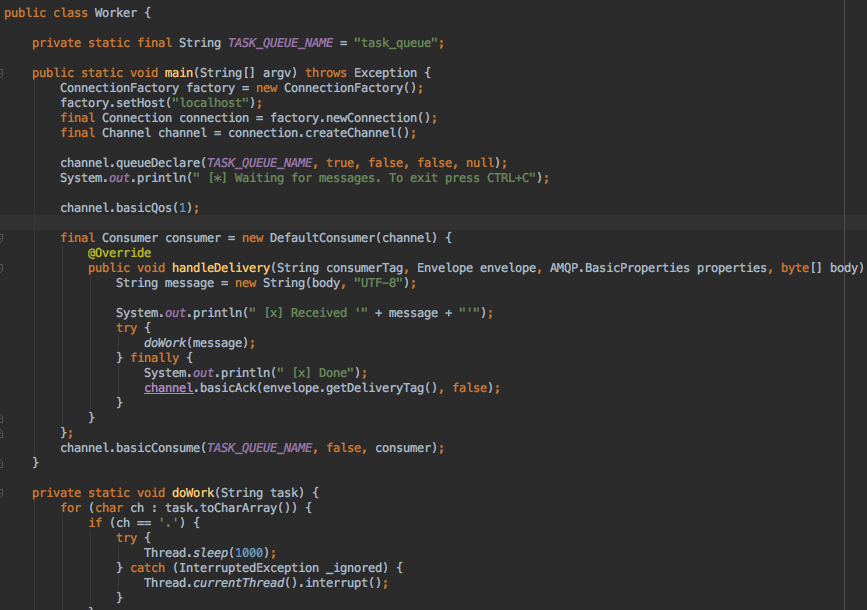 public class Worker {
private static final String TASK_QUEUE_NAME = "task_queue";
public static void main(String[] argv) throws Exception {
ConnectionFactory factory = new ConnectionFactory();
factory.setHost("localhost");
final Connection connection = factory.newConnection();
final Channel channel = connection.createChannel();
channel.queueDeclare(TASK_QUEUE_NAME, true, false, false, null);
System.out.println(" [*] Waiting for messages. To exit press CTRL+C");
channel.basicQos(1);
final Consumer consumer = new DefaultConsumer(channel) {
@Override
public void handleDelivery(String consumerTag, Envelope envelope, AMQP.BasicProperties properties, byte[] body)
String message = new String(body, "UTF-8");
System.out.println(" [x] Received '" + message + "'");
try {
doWork(message);
} finally {
System.out.println(" [x] Done");
channel.basicAck(envelope.getDeliveryTag(), false);
}
}
};
channel.basicConsume(TASK_QUEUE_NAME, false, consumer);
}
private static void doWork(String task) {
for (char ch : task.toCharArray()) {
if (ch == '.') {
try {
Thread.sleep(1000);
} catch (InterruptedException _ignored) {
Thread.currentThread().interrupt();
}
}